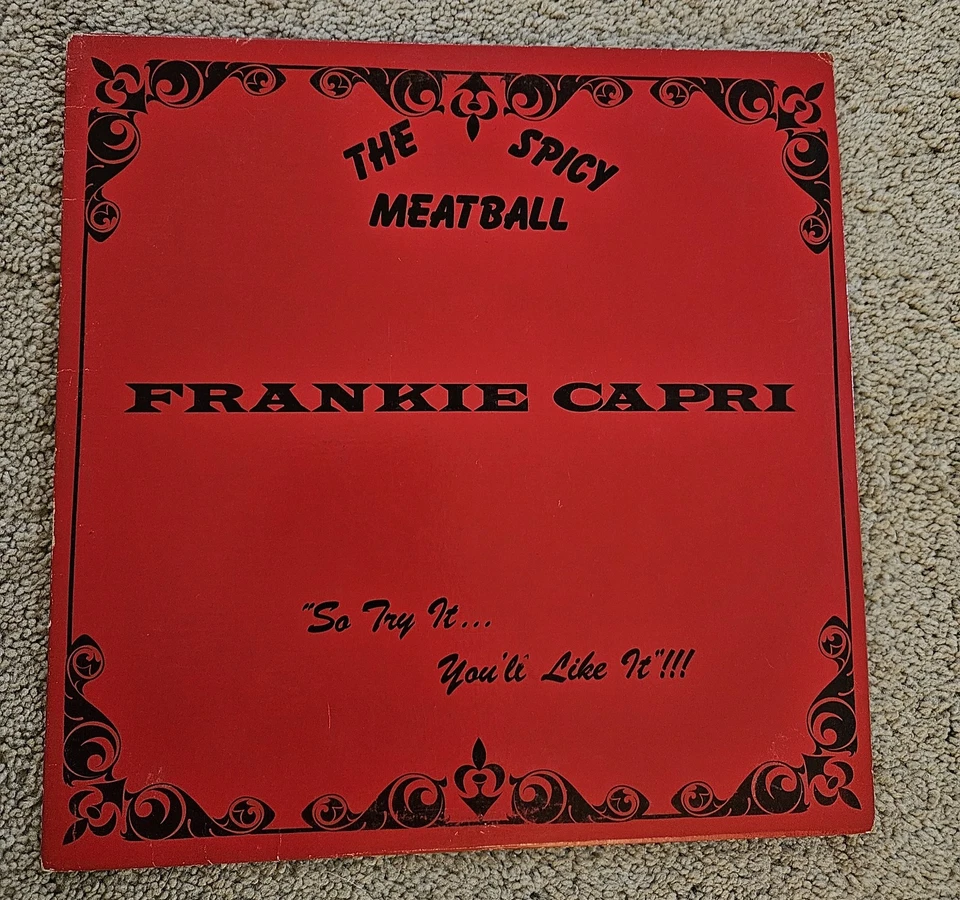 THE SPICY
MEATBALL
FRANKIE CAPRI
"So Try It...
You'll Like It"!!!